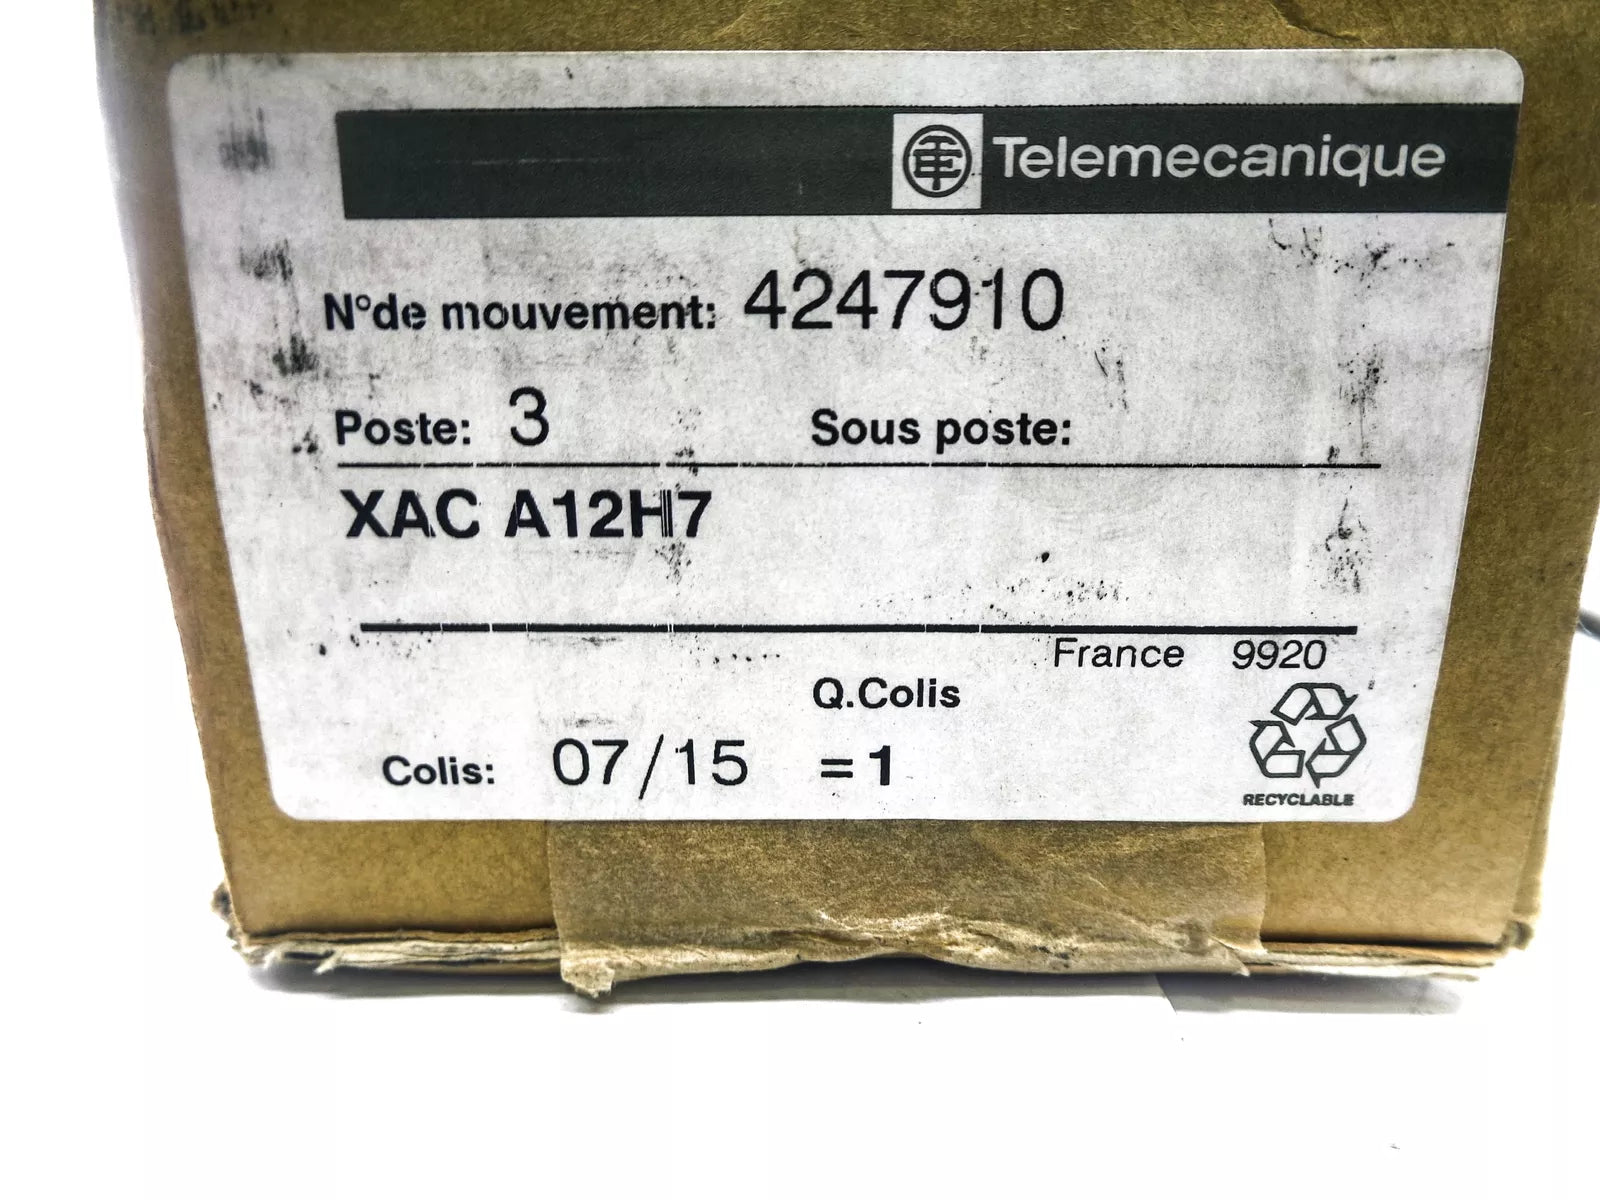 Telemecanique
N°de mouvement: 4247910
Poste: 3 Sous poste:
XAC A12H7
France 9920
Q.Colis
Colis: 07/15 =1
RECYCLABLE